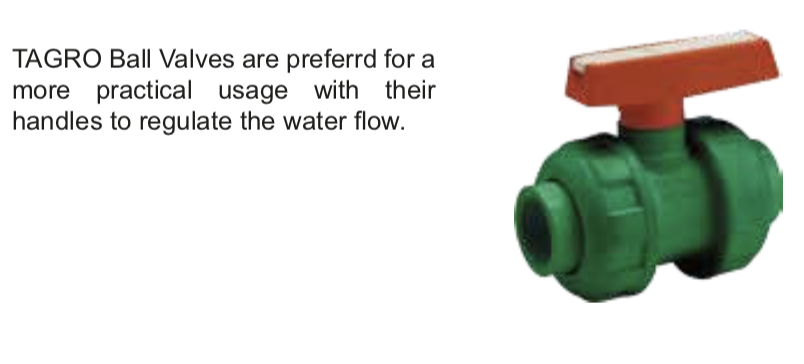 TAGRO Ball Valves are preferrd for a
more practical usage with their
handles to regulate the water flow.